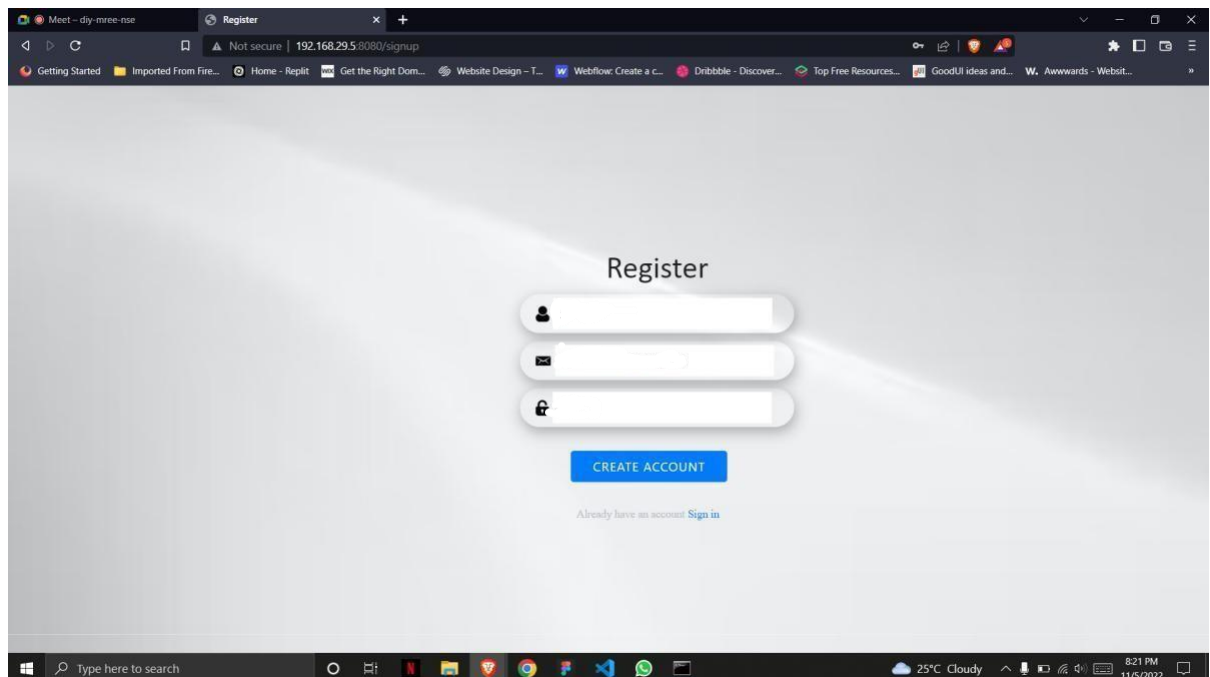 Meet – diy-mree-nse
Register
Not secure | 192.168.29.5:8080/signup
Getting Started Imported From Fire... Home - Replit Get the Right Dom... Website Design – T... Webflow: Create a c... Dribbble - Discover... Top Free Resources... GoodUI ideas and... W. Awwwards - Websit... »
Register
CREATE ACCOUNT
Already have an account Sign in
Type here to search
25°C Cloudy
8:21 PM
11/5/2022